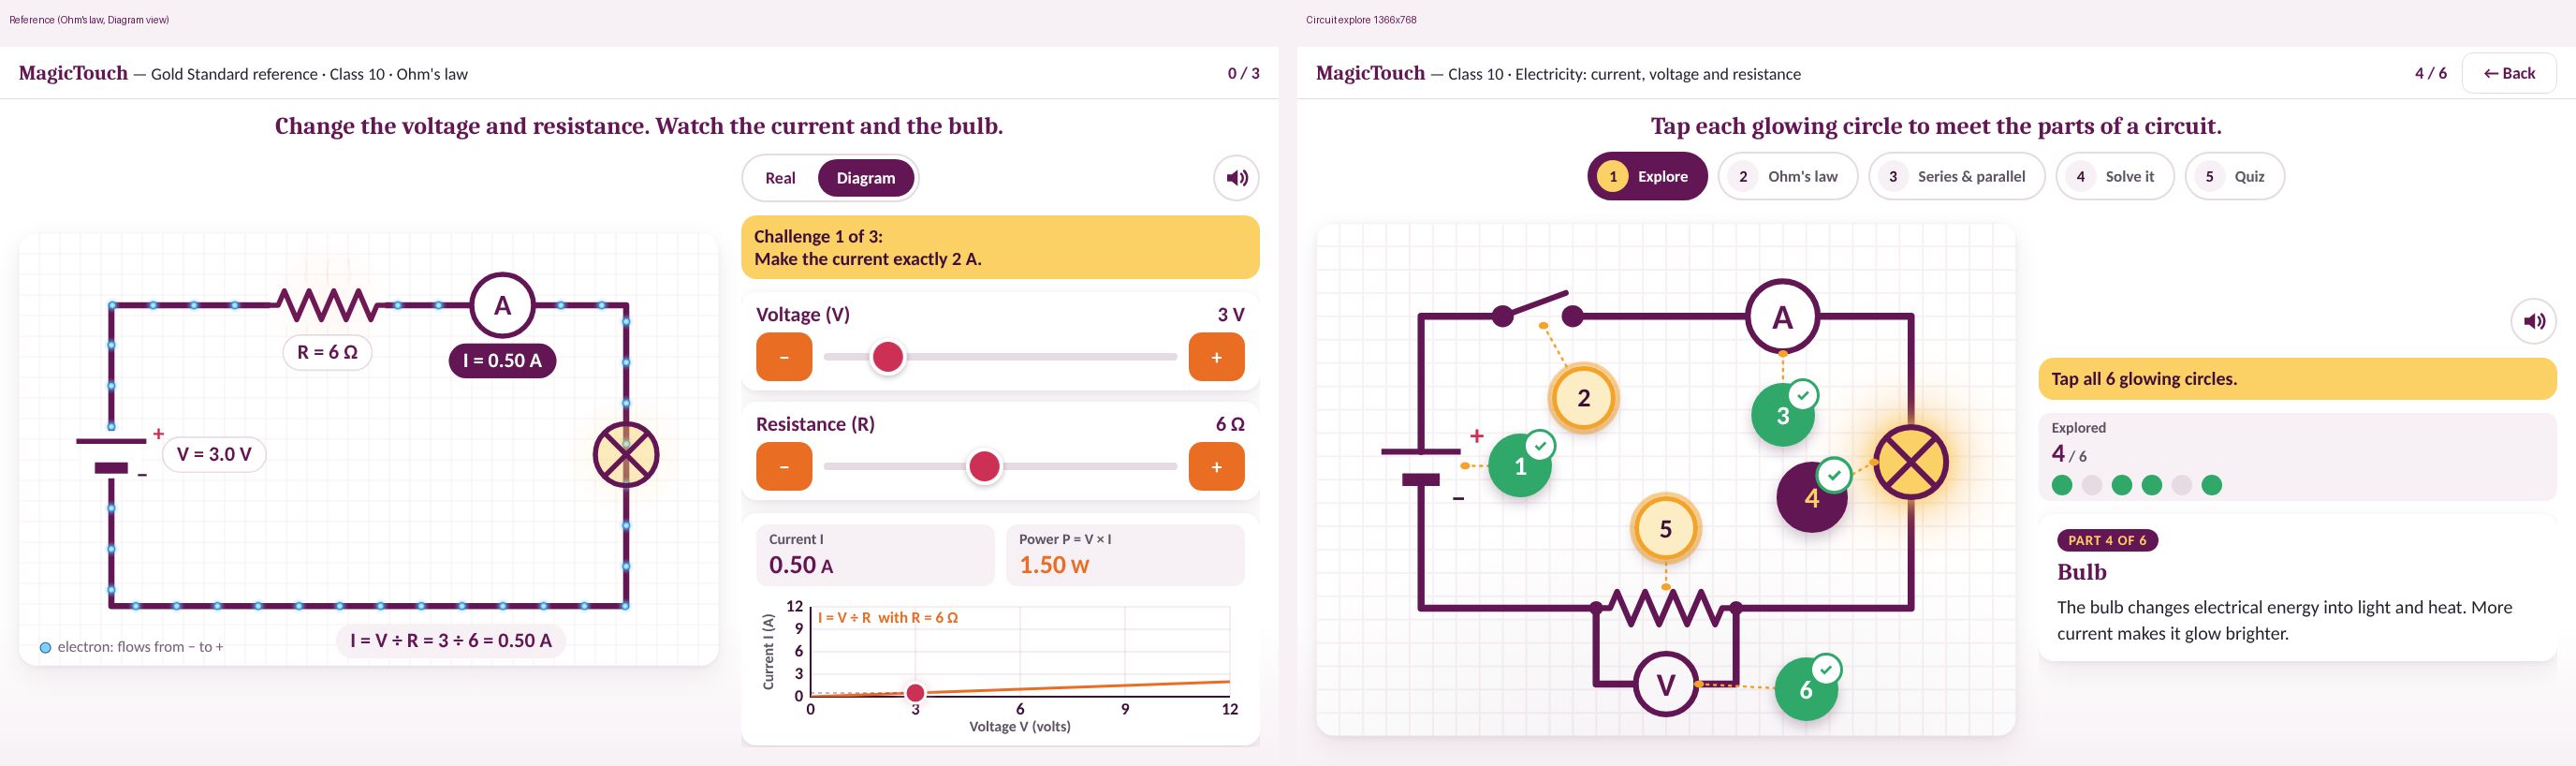 Reference (Ohm's law, Diagram view)
MagicTouch — Gold Standard reference · Class 10 · Ohm's law
0 / 3
Change the voltage and resistance. Watch the current and the bulb.
Real
Diagram
Challenge 1 of 3:
Make the current exactly 2 A.
A
R = 6 Ω
I = 0.50 A
+
V = 3.0 V
–
I = V ÷ R = 3 ÷ 6 = 0.50 A
electron: flows from − to +
Voltage (V)
3 V
–
+
Resistance (R)
6 Ω
–
+
Current I
0.50 A
Power P = V × I
1.50 W
I = V ÷ R with R = 6 Ω
Current I (A)
12
9
6
3
0
0
3
6
9
12
Voltage V (volts)
Circuit explore 1366x768
MagicTouch — Class 10 · Electricity: current, voltage and resistance
4 / 6
← Back
Tap each glowing circle to meet the parts of a circuit.
1 Explore
2 Ohm's law
3 Series & parallel
4 Solve it
5 Quiz
A
2
3
+
1
–
4
5
V
6
Tap all 6 glowing circles.
Explored
4 / 6
PART 4 OF 6
Bulb
The bulb changes electrical energy into light and heat. More
current makes it glow brighter.